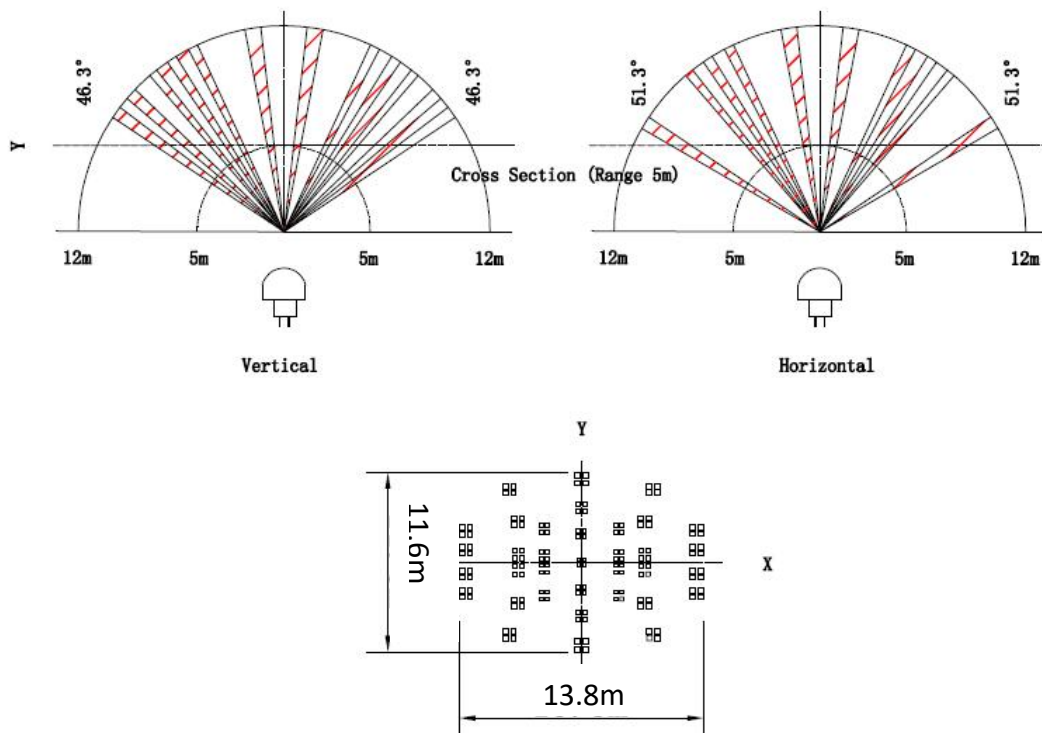 46.3° 46.3° 51.3° 51.3°
Y
Cross Section (Range 5m)
12m 5m 5m 12m 12m 5m 5m 12m
Vertical Horizontal
Y
11.6m
X
13.8m